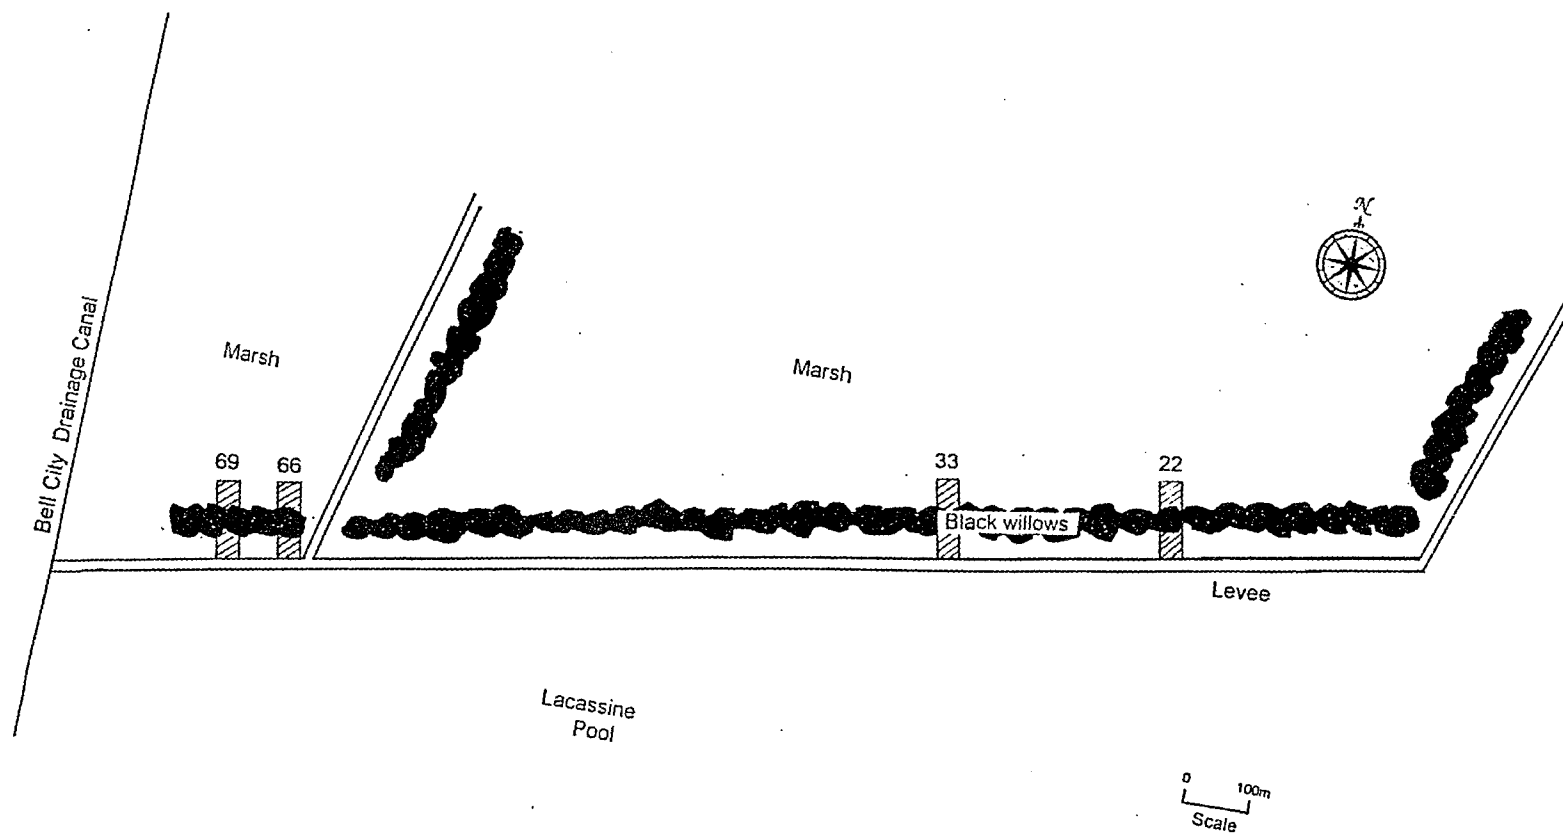 N
Bell City Drainage Canal
Marsh
Marsh
69
66
33
22
Black willows
Levee
Lacassine
Pool
0
100m
Scale